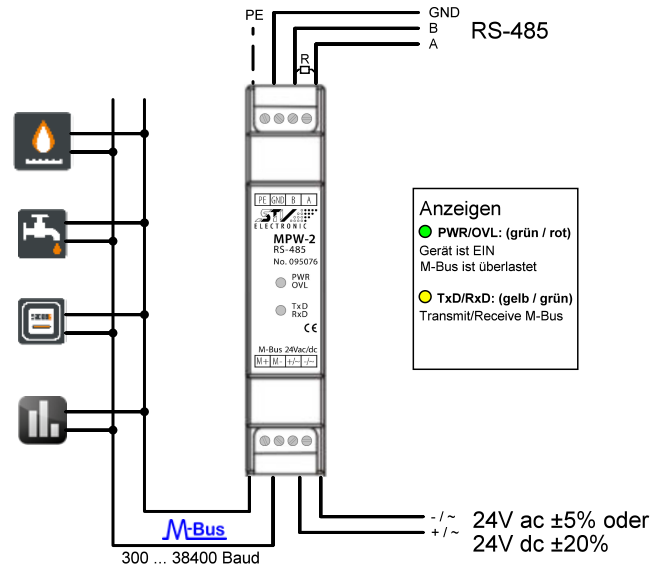 PE
GND
B
A
RS-485
R
PE GND B A
STV
ELECTRONIC
MPW-2
RS-485
No. 095076
PWR
OVL
TxD
RxD
CE
M-Bus 24Vac/dc
M+ M- +/~ -/~
Anzeigen
PWR/OVL: (grün / rot)
Gerät ist EIN
M-Bus ist überlastet
TxD/RxD: (gelb / grün)
Transmit/Receive M-Bus
M-Bus
300 ... 38400 Baud
- / ~
+ / ~
24V ac ±5% oder
24V dc ±20%